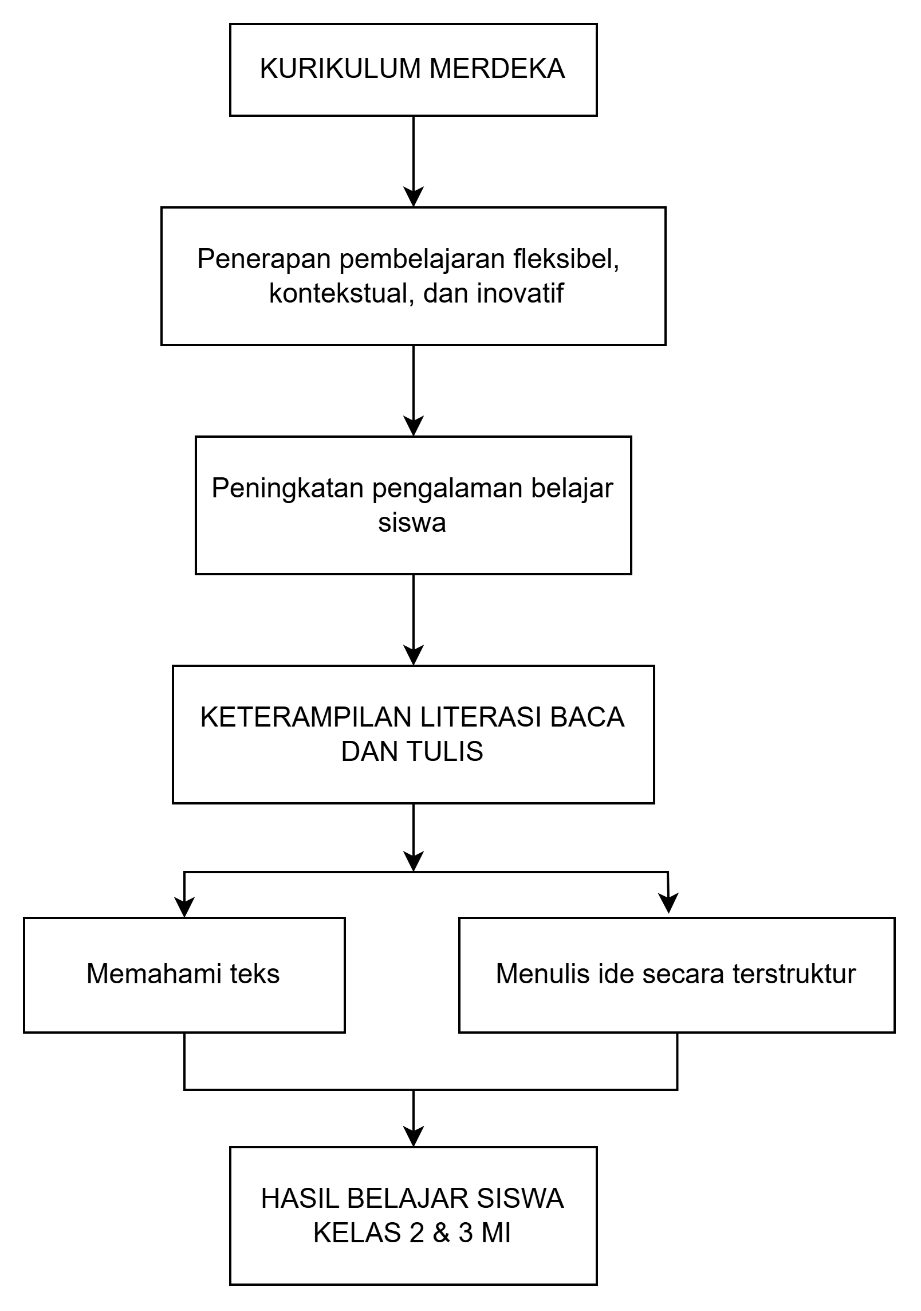 KURIKULUM MERDEKA
Penerapan pembelajaran fleksibel,
kontekstual, dan inovatif
Peningkatan pengalaman belajar
siswa
KETERAMPILAN LITERASI BACA
DAN TULIS
Memahami teks
Menulis ide secara terstruktur
HASIL BELAJAR SISWA
KELAS 2 & 3 MI